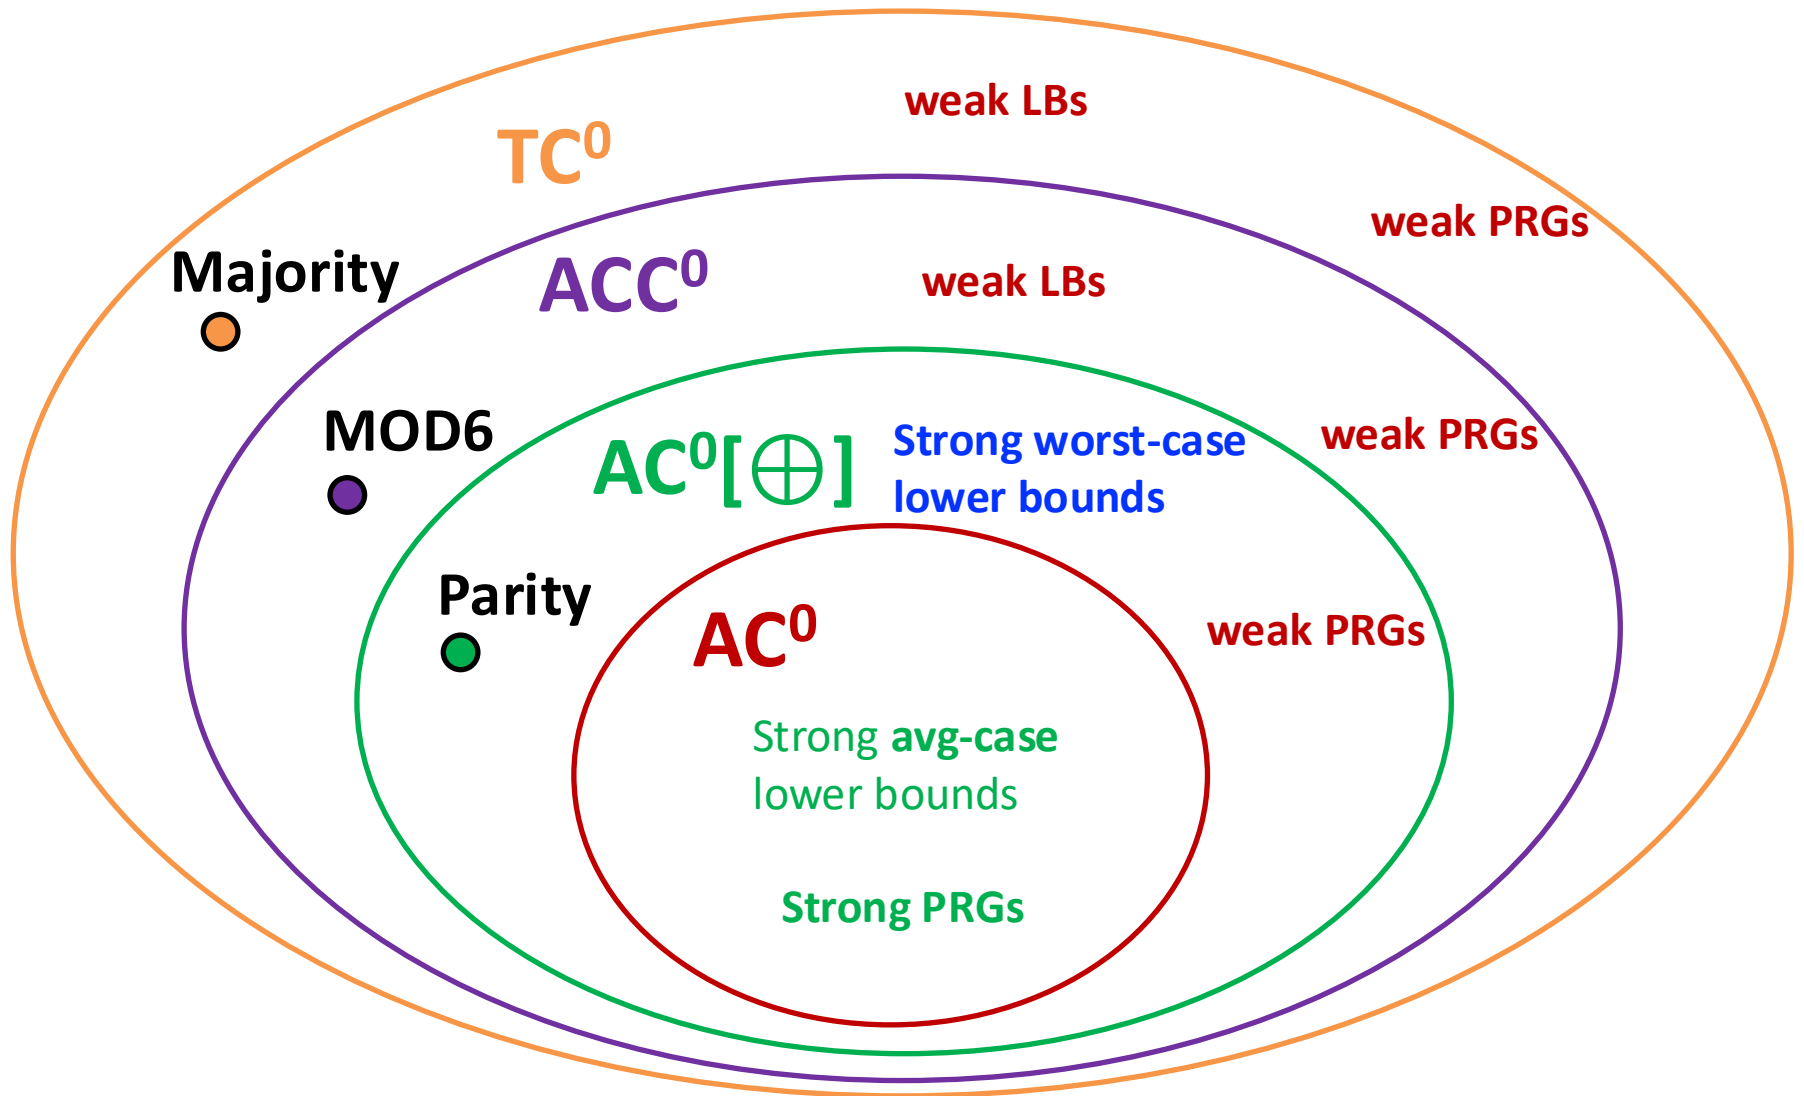 weak LBs
TC⁰
weak PRGs
Majority
ACC⁰
weak LBs
MOD6
AC⁰[⊕]
Strong worst-case
lower bounds
weak PRGs
Parity
AC⁰
weak PRGs
Strong avg-case
lower bounds
Strong PRGs